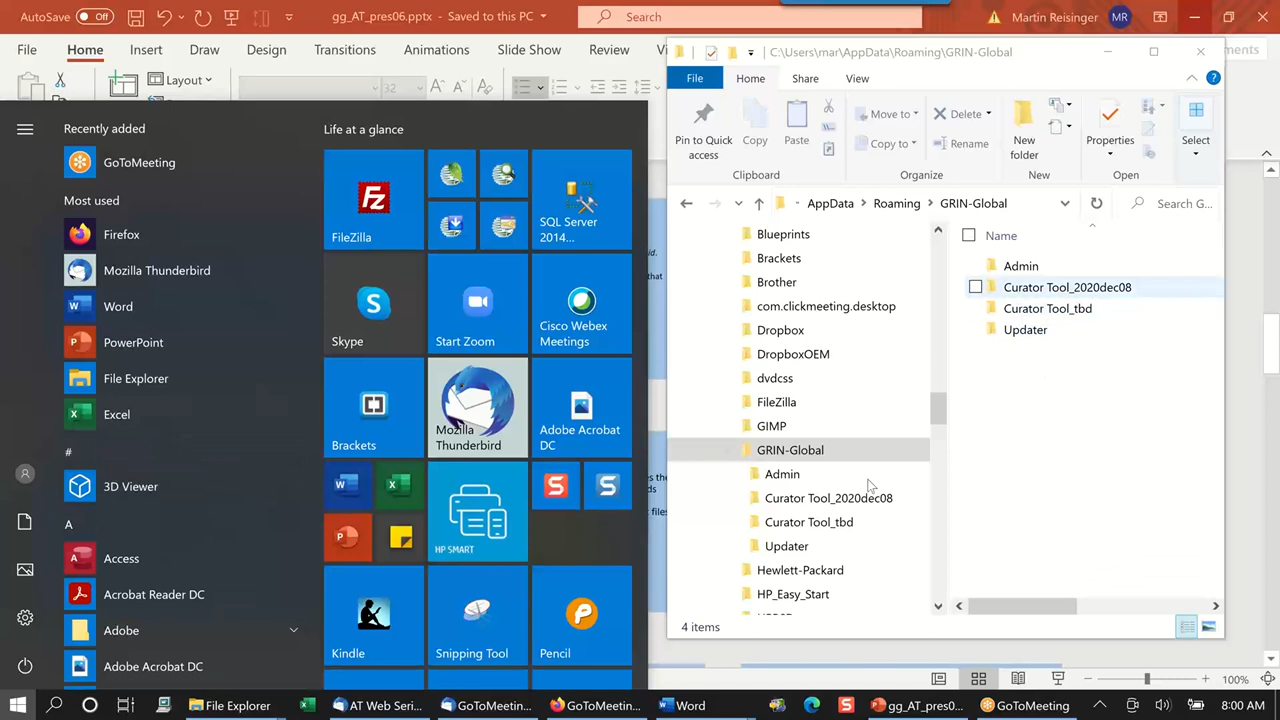 AutoSave Off gg_AT_pres06.pptx - Saved to this PC Search Martin Reisinger MR
File Home Insert Draw Design Transitions Animations Slide Show Review
Layout
Recently added
GoToMeeting
Most used
Firefox
Mozilla Thunderbird
Word
PowerPoint
File Explorer
Excel
#
3D Viewer
A
Access
Acrobat Reader DC
Adobe
Adobe Acrobat DC
Life at a glance
FileZilla
SQL Server 2014...
Skype
Start Zoom
Cisco Webex Meetings
Brackets
Mozilla Thunderbird
Adobe Acrobat DC
HP SMART
Kindle
Snipping Tool
Pencil
C:\Users\mar\AppData\Roaming\GRIN-Global
File Home Share View
Pin to Quick access
Copy
Paste
Clipboard
Move to
Copy to
Delete
Rename
Organize
New folder
New
Properties
Open
Select
AppData Roaming GRIN-Global Search G...
Blueprints
Brackets
Brother
com.clickmeeting.desktop
Dropbox
DropboxOEM
dvdcss
FileZilla
GIMP
GRIN-Global
Admin
Curator Tool_2020dec08
Curator Tool_tbd
Updater
Hewlett-Packard
HP_Easy_Start
Name
Admin
Curator Tool_2020dec08
Curator Tool_tbd
Updater
4 items
100%
File Explorer AT Web Seri... GoToMeetin... GoToMeetin... Word gg_AT_pres0... GoToMeeting 8:00 AM